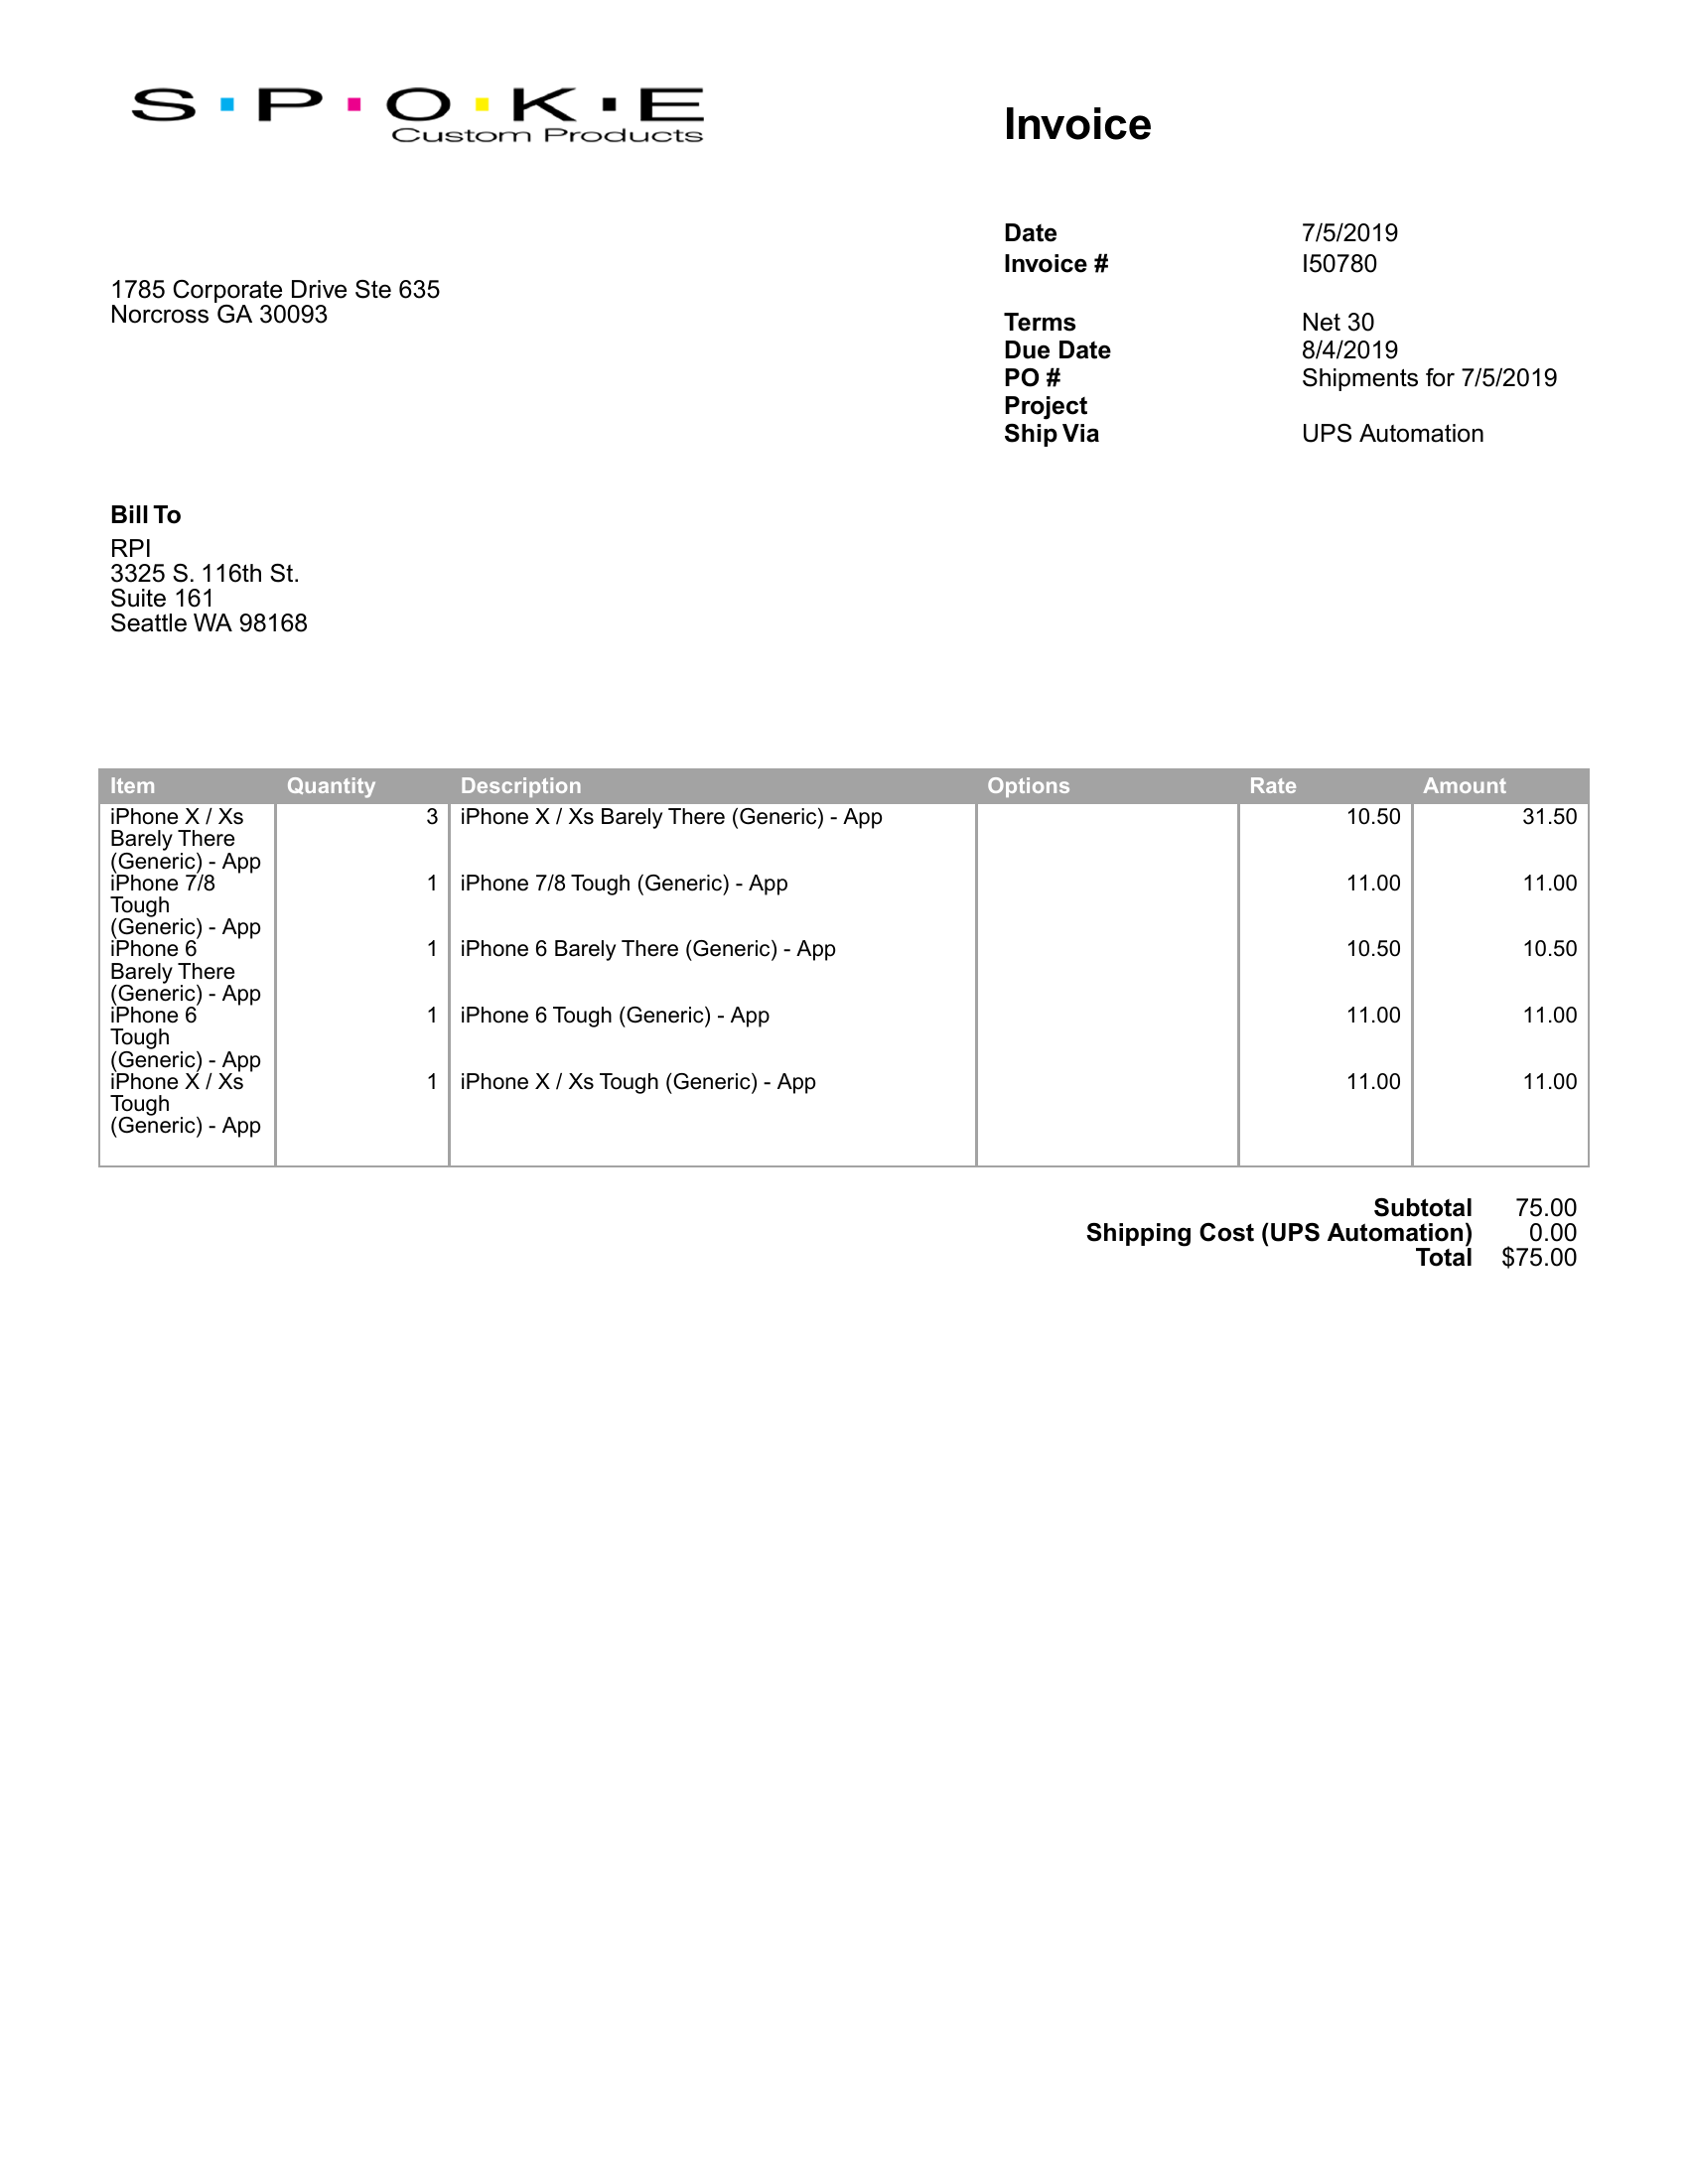 S·P·O·K·E
Custom Products
Invoice
Date 7/5/2019
Invoice # I50780
1785 Corporate Drive Ste 635
Norcross GA 30093
Terms Net 30
Due Date 8/4/2019
PO # Shipments for 7/5/2019
Project
Ship Via UPS Automation
Bill To
RPI
3325 S. 116th St.
Suite 161
Seattle WA 98168
Item Quantity Description Options Rate Amount
iPhone X / Xs 3 iPhone X / Xs Barely There (Generic) - App 10.50 31.50
Barely There
(Generic) - App
iPhone 7/8 1 iPhone 7/8 Tough (Generic) - App 11.00 11.00
Tough
(Generic) - App
iPhone 6 1 iPhone 6 Barely There (Generic) - App 10.50 10.50
Barely There
(Generic) - App
iPhone 6 1 iPhone 6 Tough (Generic) - App 11.00 11.00
Tough
(Generic) - App
iPhone X / Xs 1 iPhone X / Xs Tough (Generic) - App 11.00 11.00
Tough
(Generic) - App
Subtotal 75.00
Shipping Cost (UPS Automation) 0.00
Total $75.00